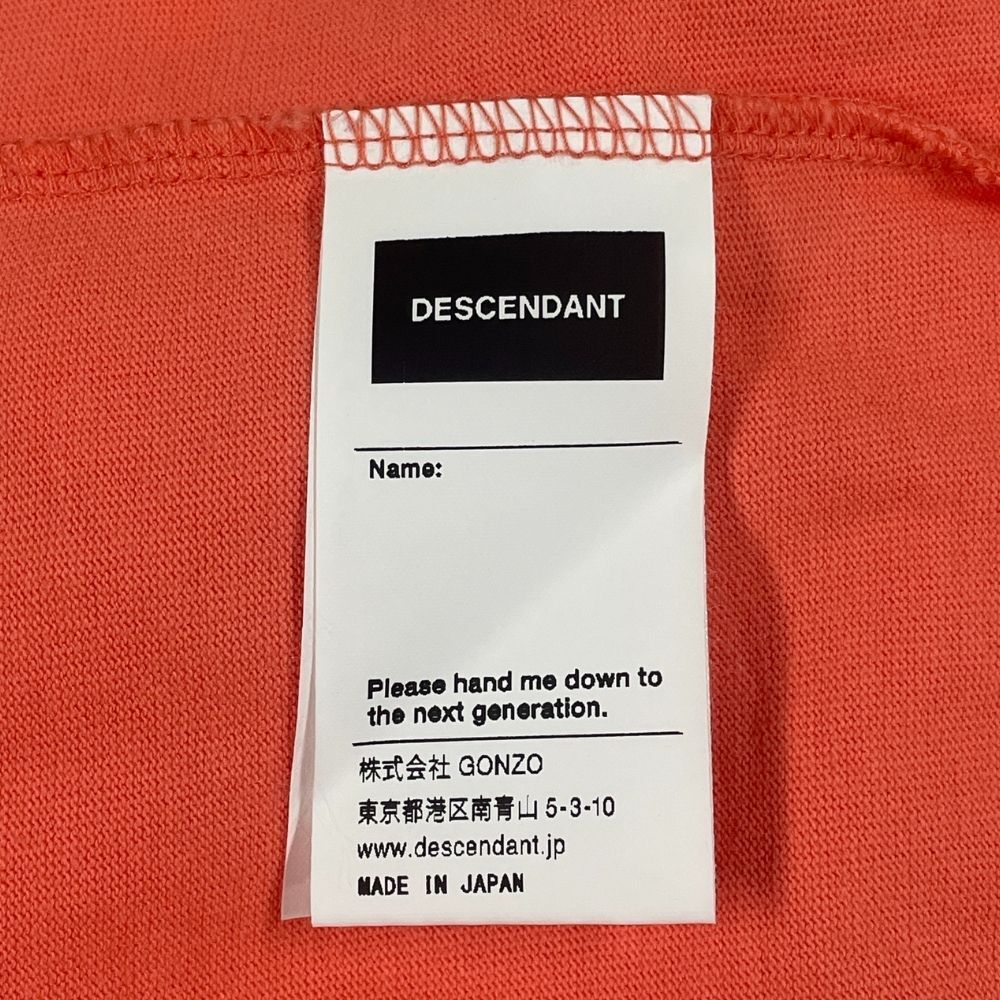 DESCENDANT
Name:
Please hand me down to
the next generation.
株式会社 GONZO
東京都港区南青山 5-3-10
www.descendant.jp
MADE IN JAPAN